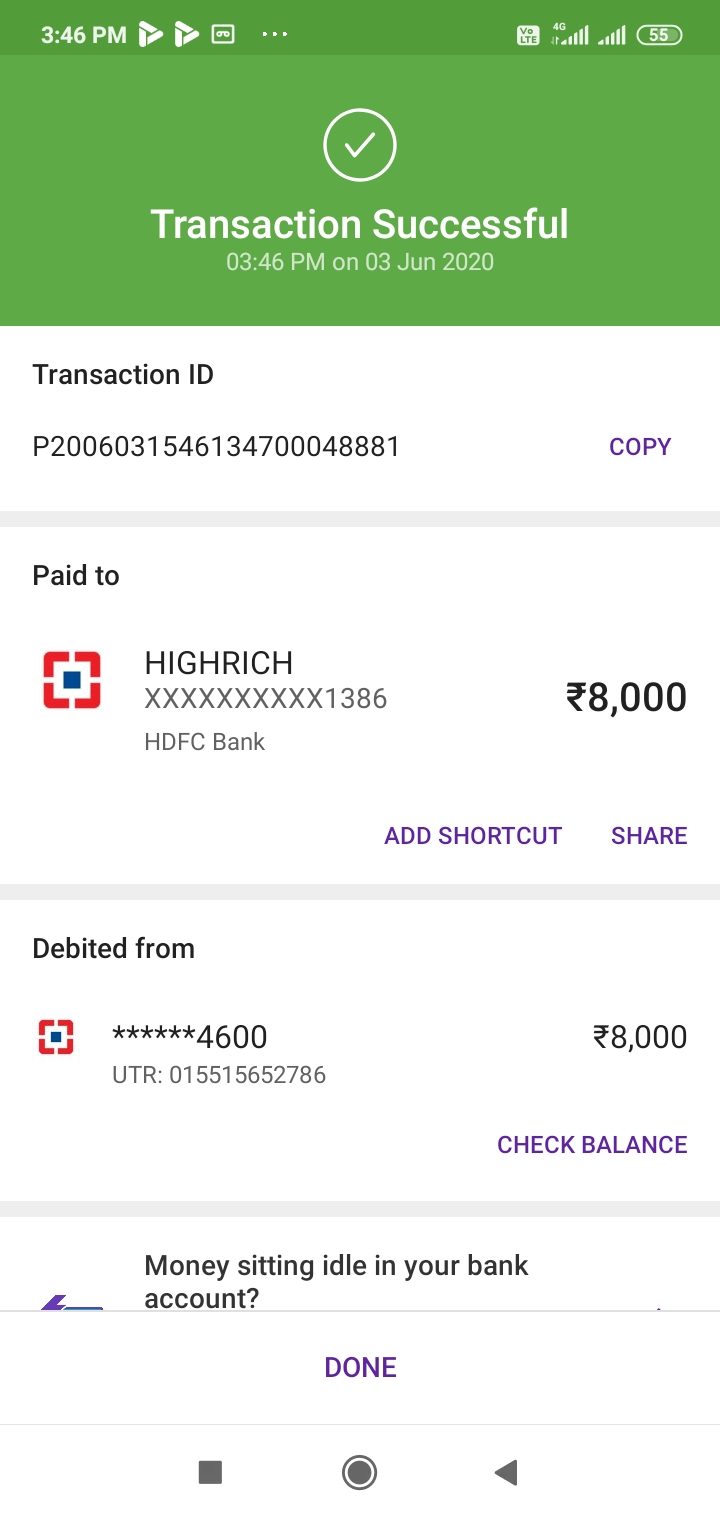 3:46 PM ... Vo LTE 4G 55
Transaction Successful
03:46 PM on 03 Jun 2020
Transaction ID
P2006031546134700048881 COPY
Paid to
HIGHRICH
XXXXXXXXXX1386 ₹8,000
HDFC Bank
ADD SHORTCUT SHARE
Debited from
******4600 ₹8,000
UTR: 015515652786
CHECK BALANCE
Money sitting idle in your bank
account?
DONE